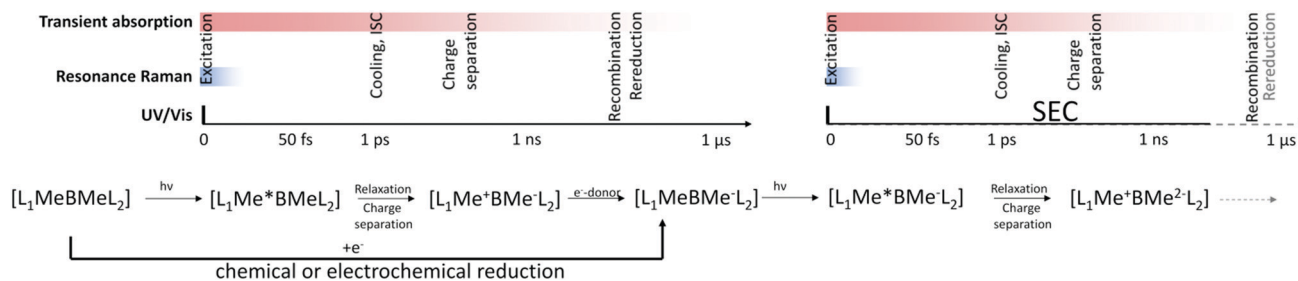 Transient absorption
Excitation
Cooling, ISC
Charge
separation
Recombination
Rereduction
Excitation
Cooling, ISC
Charge
separation
Recombination
Rereduction
Resonance Raman
UV/Vis
SEC
0 50 fs 1 ps 1 ns 1 µs
0 50 fs 1 ps 1 ns 1 µs
[L₁MeBMeL₂] hν [L₁Me*BMeL₂] Relaxation Charge separation [L₁Me⁺BMe⁻L₂] e⁻-donor [L₁MeBMe⁻L₂] hν [L₁Me*BMe⁻L₂] Relaxation Charge separation [L₁Me⁺BMe²⁻L₂]
+e⁻
chemical or electrochemical reduction